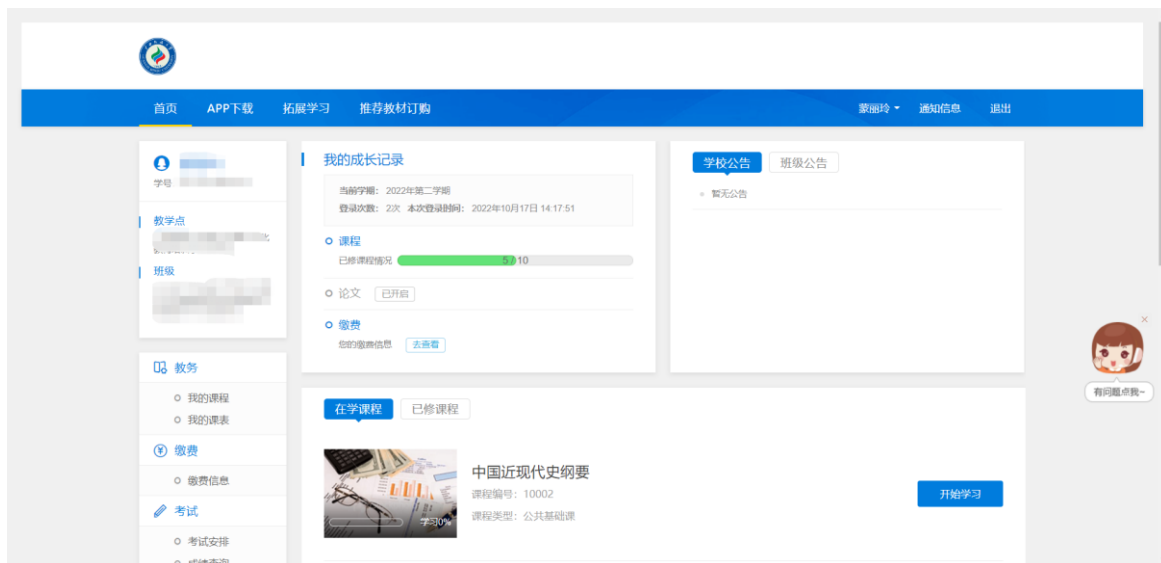 首页 APP下载 拓展学习 推荐教材订购 蒙丽玲 通知信息 退出
学号
教学点
班级
教务
我的课程
我的课表
缴费
缴费信息
考试
考试安排
成绩查询
我的成长记录
当前学期: 2022年第二学期
登录次数: 2次 本次登录时间: 2022年10月17日 14:17:51
课程
已修课程情况 5 / 10
论文 已开启
缴费
您的缴费信息 去查看
学校公告 班级公告
暂无公告
在学课程 已修课程
学习0%
中国近现代史纲要
课程编号: 10002
课程类型: 公共基础课
开始学习
有问题点我~